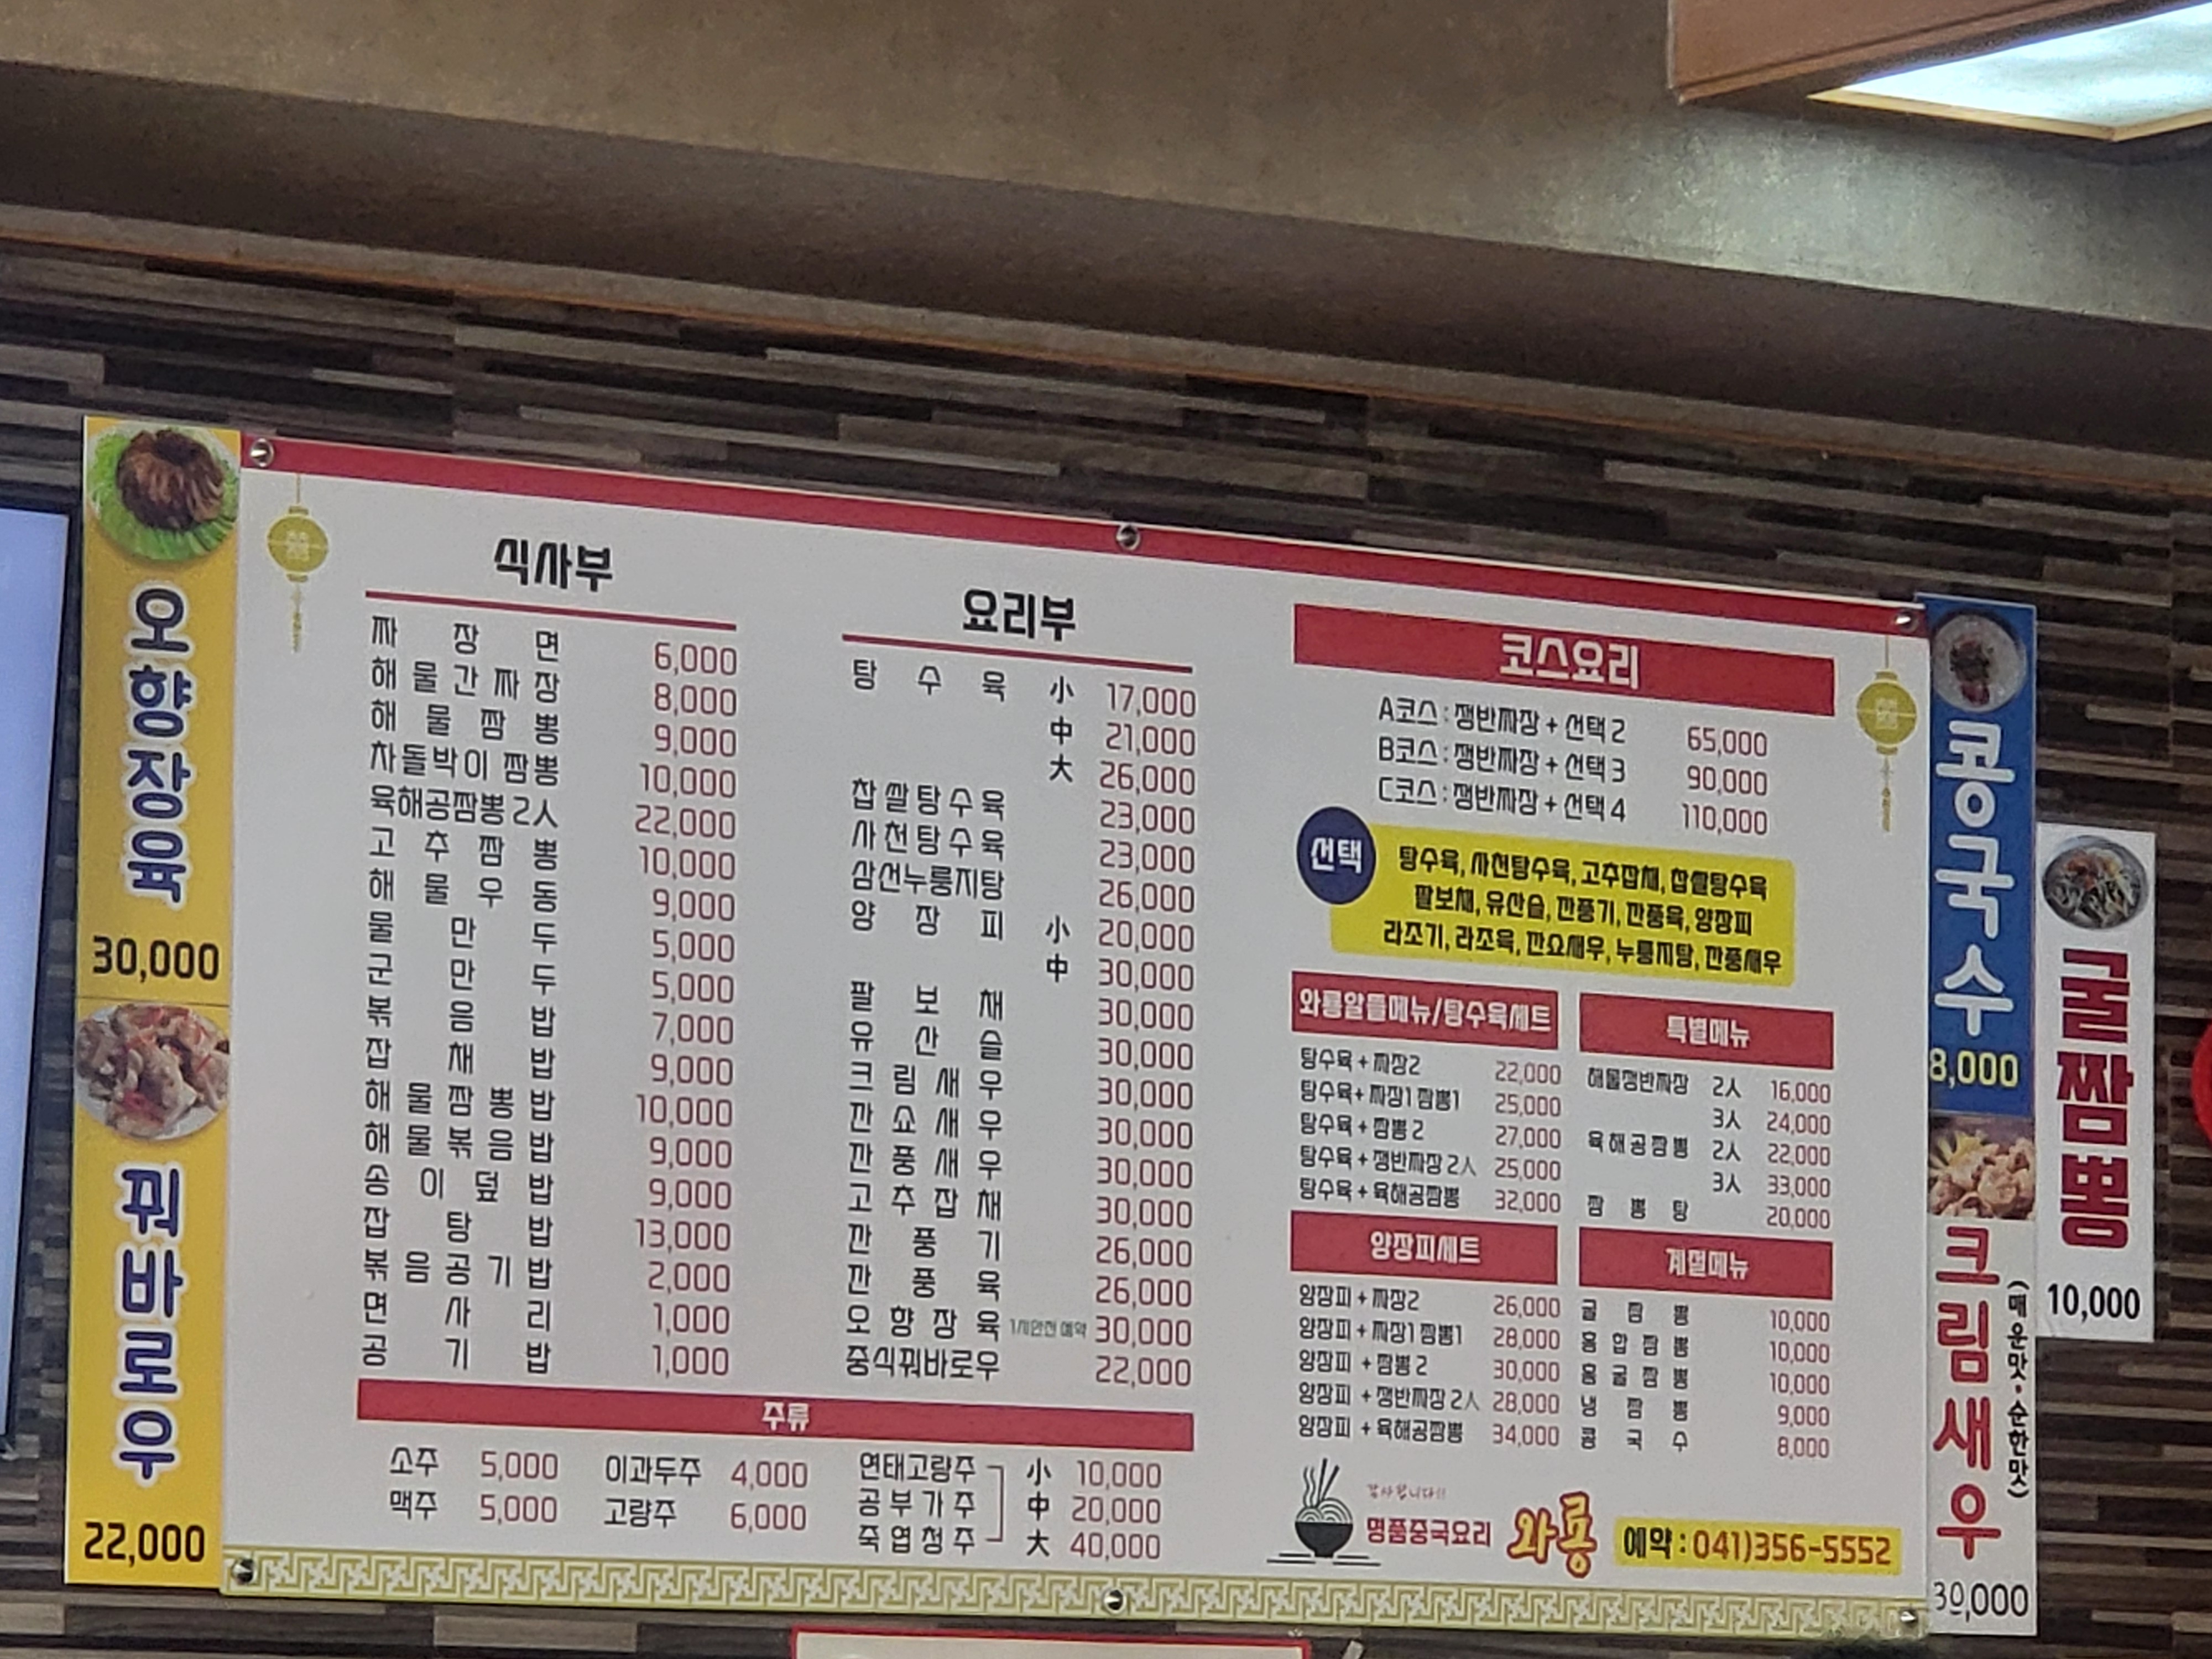 오향장육
30,000
꿔바로우
22,000
식사부
짜장면 6,000
해물간짜장 8,000
해물짬뽕 9,000
차돌박이짬뽕 10,000
육해공짬뽕2人 22,000
고추짬뽕 10,000
해물우동 9,000
물만두 5,000
군만두 5,000
볶음밥 7,000
잡채밥 9,000
해물짬뽕밥 10,000
해물볶음밥 9,000
송이덮밥 9,000
잡탕밥 13,000
볶음공기밥 2,000
면사리 1,000
공기밥 1,000
요리부
탕수육 小 17,000
中 21,000
大 26,000
찹쌀탕수육 23,000
사천탕수육 23,000
삼선누룽지탕 26,000
양장피 小 20,000
中 30,000
팔보채 30,000
유산슬 30,000
크림새우 30,000
깐쇼새우 30,000
깐풍새우 30,000
고추잡채 30,000
깐풍기 26,000
깐풍육 26,000
오향장육 1시간전 예약 30,000
중식꿔바로우 22,000
주류
소주 5,000 이과두주 4,000
맥주 5,000 고량주 6,000
연태고량주 小 10,000
공부가주 中 20,000
죽엽청주 大 40,000
코스요리
A코스 : 쟁반짜장 + 선택 2 65,000
B코스 : 쟁반짜장 + 선택 3 90,000
C코스 : 쟁반짜장 + 선택 4 110,000
선택
탕수육, 사천탕수육, 고추잡채, 찹쌀탕수육
팔보채, 유산슬, 깐풍기, 깐풍육, 양장피
라조기, 라조육, 깐쇼새우, 누룽지탕, 깐풍새우
와룡알뜰메뉴/탕수육세트
탕수육 + 짜장2 22,000
탕수육 + 짜장1 짬뽕1 25,000
탕수육 + 짬뽕 2 27,000
탕수육 + 쟁반짜장 2人 25,000
탕수육 + 육해공짬뽕 32,000
특별메뉴
해물쟁반짜장 2人 16,000
3人 24,000
육해공짬뽕 2人 22,000
3人 33,000
짬뽕탕 20,000
양장피세트
양장피 + 짜장2 26,000
양장피 + 짜장1 짬뽕1 28,000
양장피 + 짬뽕 2 30,000
양장피 + 쟁반짜장 2人 28,000
양장피 + 육해공짬뽕 34,000
계절메뉴
굴짬뽕 10,000
홍합짬뽕 10,000
홍굴짬뽕 10,000
냉짬뽕 9,000
콩국수 8,000
감사합니다!!
명품중국요리 와룡 예약 : 041)356-5552
콩국수
8,000
크림새우
(매운맛·순한맛)
30,000
굴짬뽕
10,000